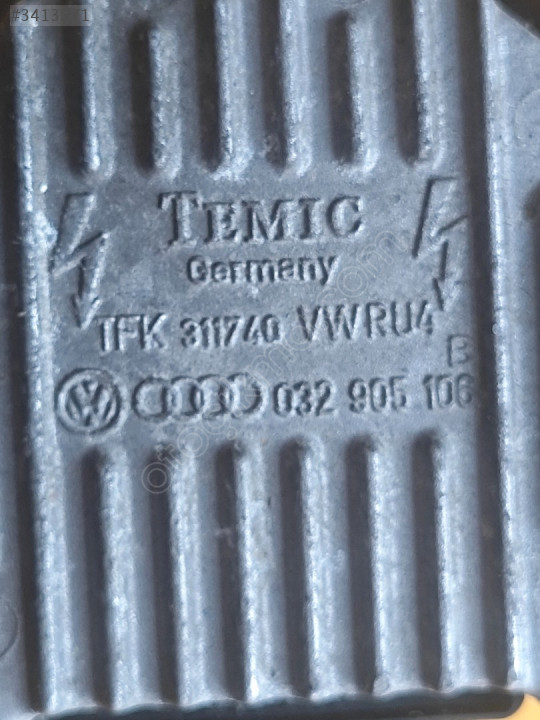 TEMIC
Germany
TFK 311740 VWRU4
B
032 905 106